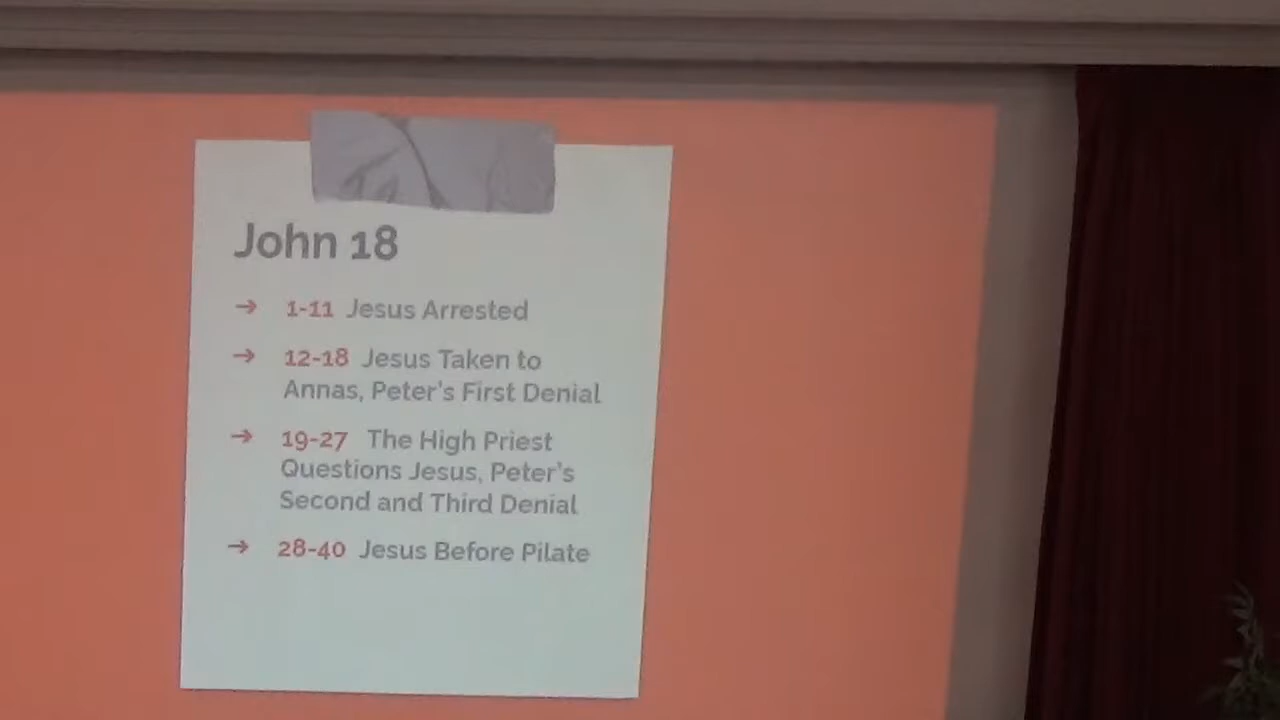 John 18
→ 1-11 Jesus Arrested
→ 12-18 Jesus Taken to
Annas, Peter's First Denial
→ 19-27 The High Priest
Questions Jesus, Peter's
Second and Third Denial
→ 28-40 Jesus Before Pilate